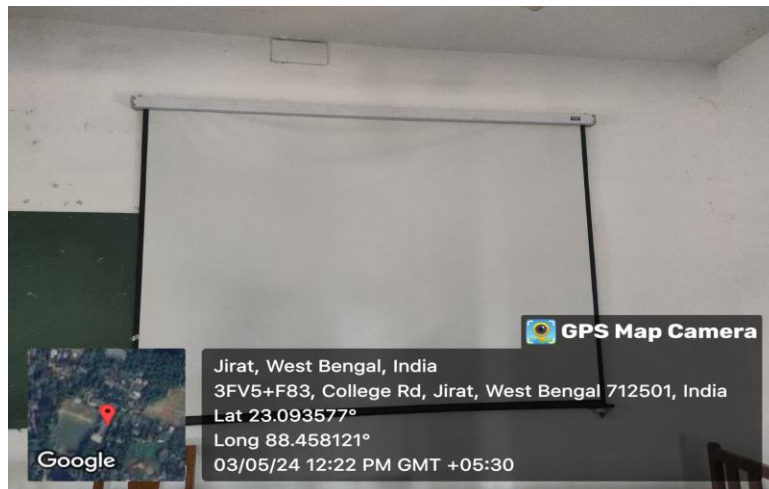 GPS Map Camera
Jirat, West Bengal, India
3FV5+F83, College Rd, Jirat, West Bengal 712501, India
Lat 23.093577°
Long 88.458121°
03/05/24 12:22 PM GMT +05:30
Google